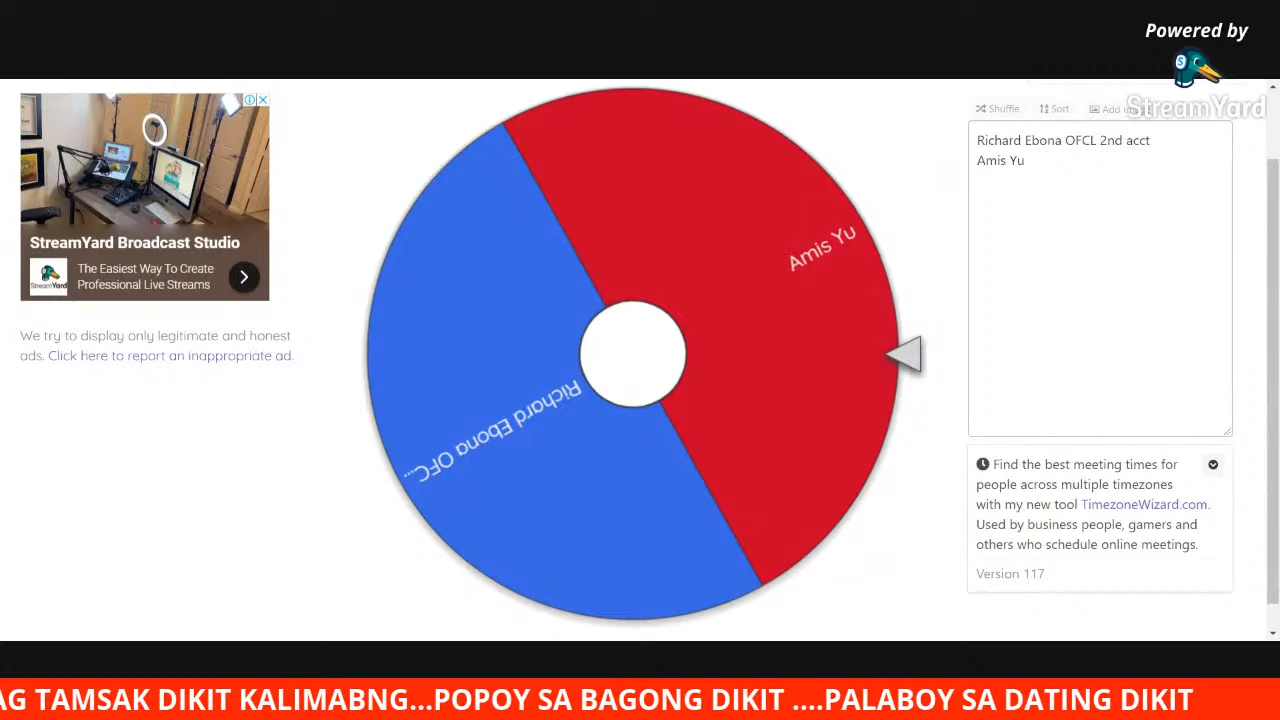 Powered by
StreamYard
Shuffle
Sort
Richard Ebona OFCL 2nd acct
Amis Yu
StreamYard Broadcast Studio
StreamYard
The Easiest Way To Create
Professional Live Streams
We try to display only legitimate and honest
ads. Click here to report an inappropriate ad.
Amis Yu
Richard Ebona OFC...
Find the best meeting times for
people across multiple timezones
with my new tool TimezoneWizard.com.
Used by business people, gamers and
others who schedule online meetings.
Version 117
AG TAMSAK DIKIT KALIMABNG...POPOY SA BAGONG DIKIT ....PALABOY SA DATING DIKIT